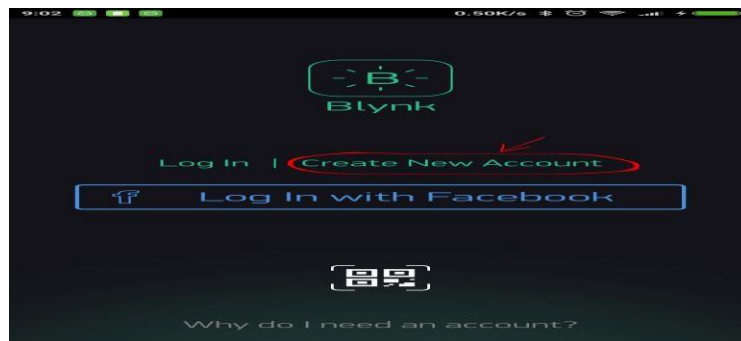 9:02 0.50K/s
B
Blynk
Log In | Create New Account
f Log In with Facebook
Why do I need an account?